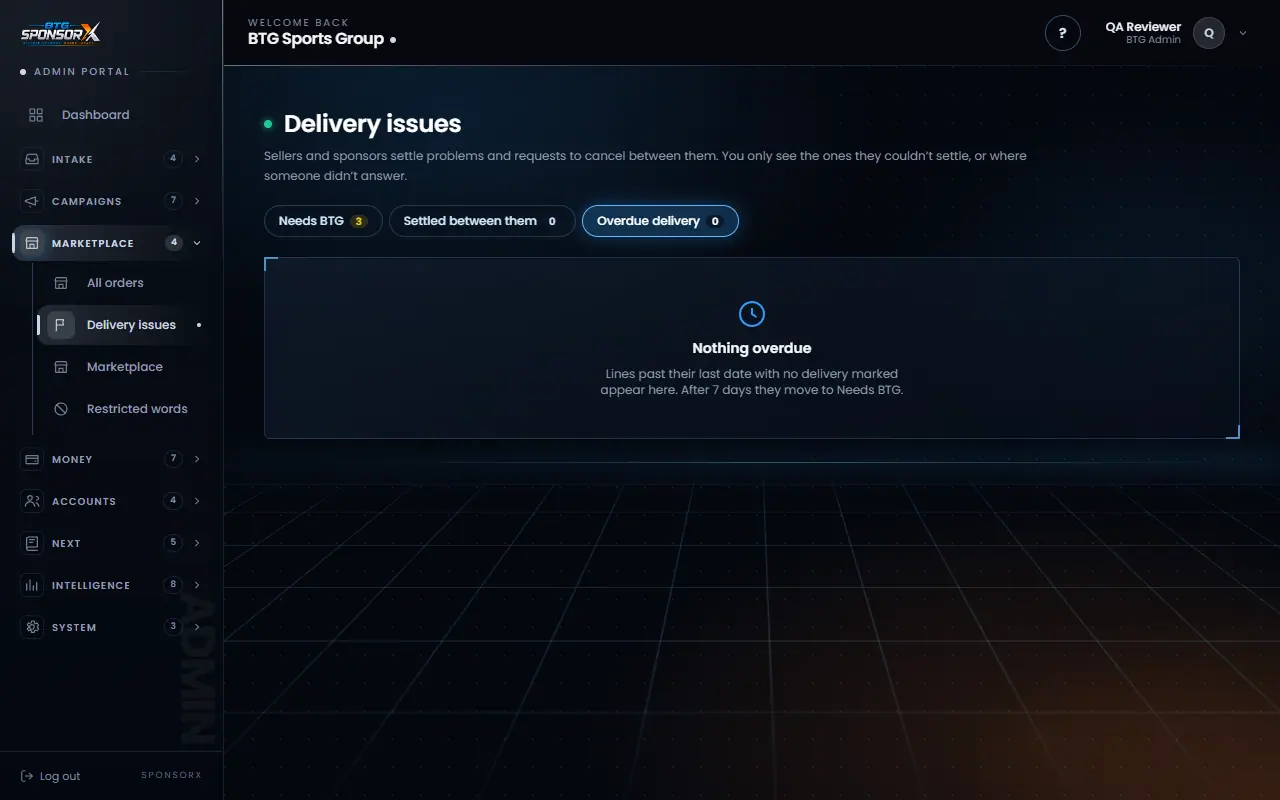 BTG
SPONSORX
ADMIN PORTAL
Dashboard
INTAKE 4
CAMPAIGNS 7
MARKETPLACE 4
All orders
Delivery issues
Marketplace
Restricted words
MONEY 7
ACCOUNTS 4
NEXT 5
INTELLIGENCE 8
SYSTEM 3
ADMIN
Log out
SPONSORX
WELCOME BACK
BTG Sports Group
?
QA Reviewer
BTG Admin
Q
Delivery issues
Sellers and sponsors settle problems and requests to cancel between them. You only see the ones they couldn't settle, or where
someone didn't answer.
Needs BTG 3
Settled between them 0
Overdue delivery 0
Nothing overdue
Lines past their last date with no delivery marked
appear here. After 7 days they move to Needs BTG.